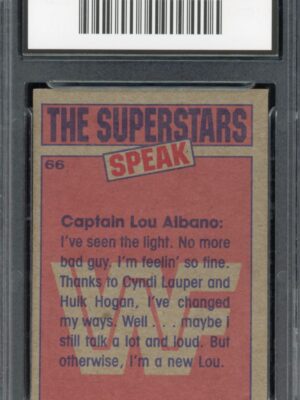 THE SUPERSTARS
SPEAK
66
Captain Lou Albano:
I've seen the light. No more
bad guy. I'm feelin' so fine.
Thanks to Cyndi Lauper and
Hulk Hogan, I've changed
my ways. Well . . . maybe I
still talk a lot and loud. But
otherwise, I'm a new Lou.